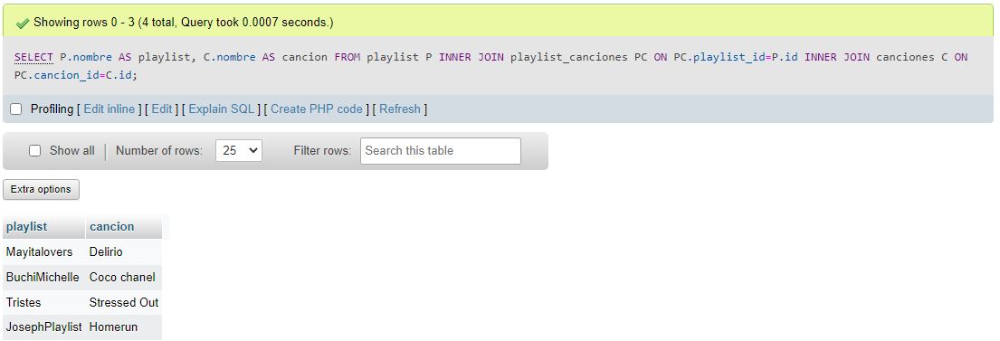 Showing rows 0 - 3 (4 total, Query took 0.0007 seconds.)
SELECT P.nombre AS playlist, C.nombre AS cancion FROM playlist P INNER JOIN playlist_canciones PC ON PC.playlist_id=P.id INNER JOIN canciones C ON
PC.cancion_id=C.id;
Profiling [ Edit inline ] [ Edit ] [ Explain SQL ] [ Create PHP code ] [ Refresh ]
Show all Number of rows: 25 Filter rows: Search this table
Extra options
playlist cancion
Mayitalovers Delirio
BuchiMichelle Coco chanel
Tristes Stressed Out
JosephPlaylist Homerun